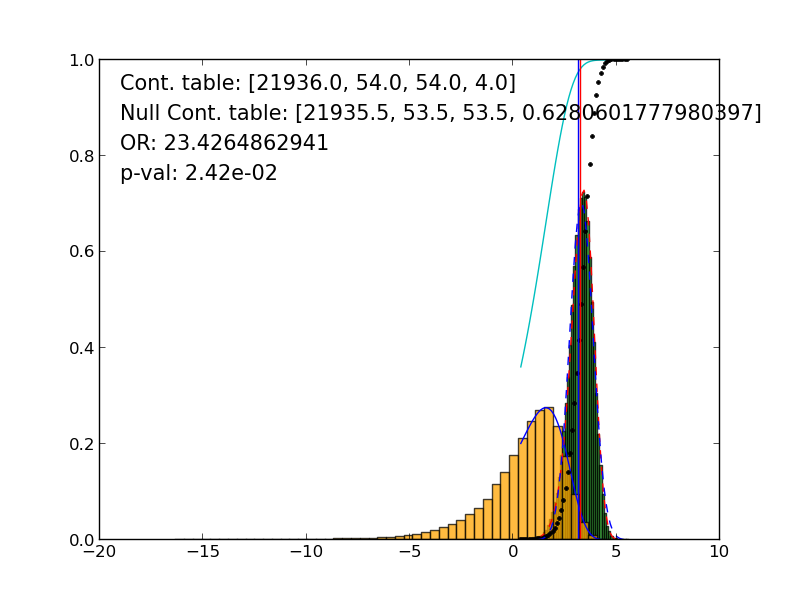 1.0
0.8
0.6
0.4
0.2
0.0
Cont. table: [21936.0, 54.0, 54.0, 4.0]
Null Cont. table: [21935.5, 53.5, 53.5, 0.6280601777980397]
OR: 23.4264862941
p-val: 2.42e-02
−20 −15 −10 −5 0 5 10